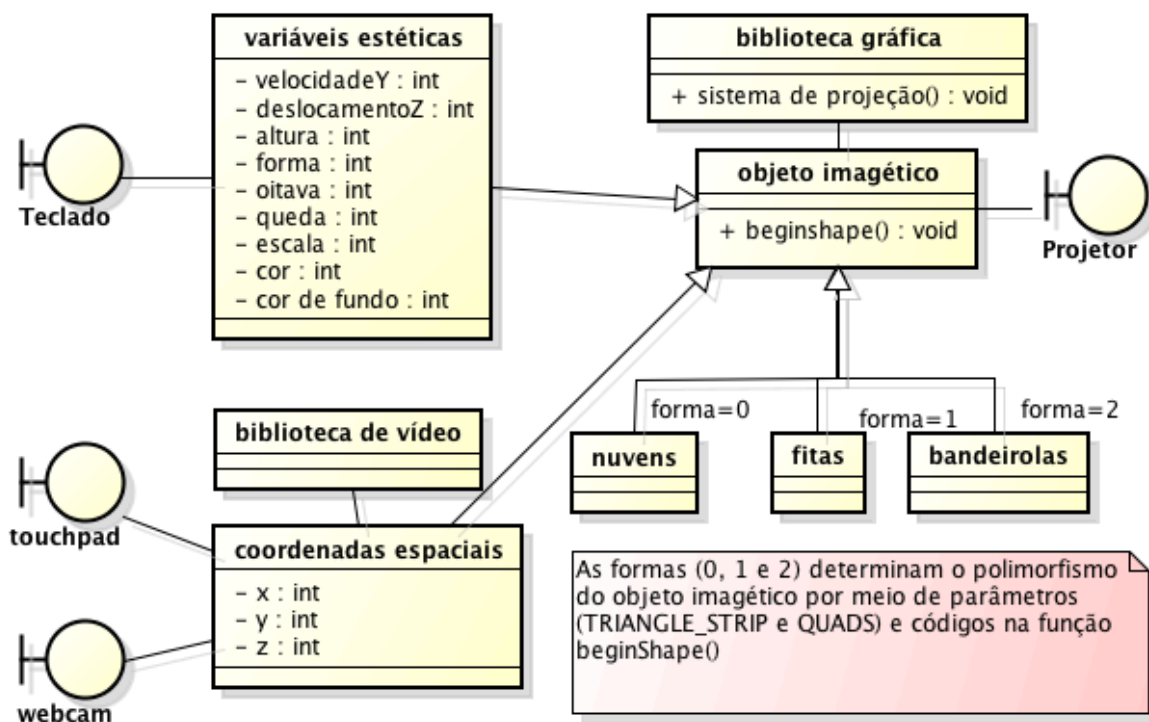 variáveis estéticas
- velocidadeY : int
- deslocamentoZ : int
- altura : int
- forma : int
- oitava : int
- queda : int
- escala : int
- cor : int
- cor de fundo : int
Teclado
biblioteca gráfica
+ sistema de projeção() : void
objeto imagético
+ beginshape() : void
Projetor
forma=0
forma=1
forma=2
nuvens
fitas
bandeirolas
biblioteca de vídeo
touchpad
coordenadas espaciais
- x : int
- y : int
- z : int
webcam
As formas (0, 1 e 2) determinam o polimorfismo
do objeto imagético por meio de parâmetros
(TRIANGLE_STRIP e QUADS) e códigos na função
beginShape()